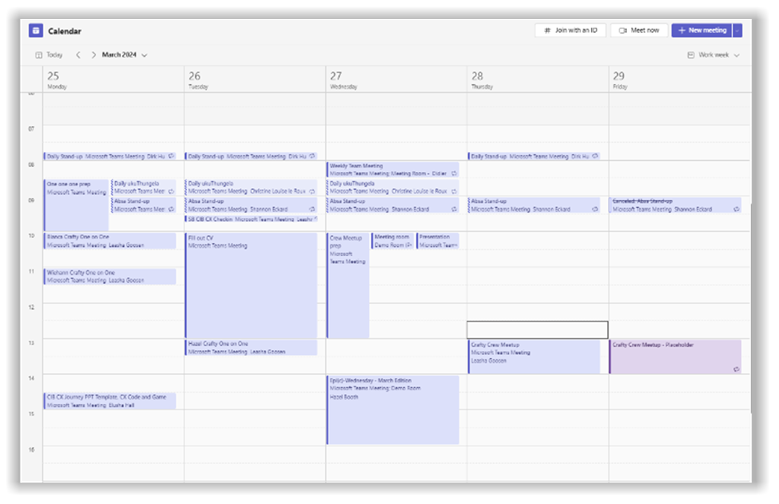 Calendar
# Join with an ID
Meet now
+ New meeting
Today
March 2024
Work week
25
Monday
26
Tuesday
27
Wednesday
28
Thursday
29
Friday
07
08
09
10
11
12
13
14
15
16
Daily Stand-up Microsoft Teams Meeting Dirk Hu
One one one prep
Microsoft Teams Meeting
Daily ukuThungela
Microsoft Teams Meet
Absa Stand-up
Microsoft Teams Meet
Bianca Crafty One on One
Microsoft Teams Meeting Leasha Goosen
Crafty One on One
Microsoft Teams Meeting Leasha Goosen
CIB CX Journey PPT Template, CX Code and Game
Microsoft Teams Meeting Elusha Hall
Daily Stand-up Microsoft Teams Meeting Dirk Hu
Daily ukuThungela
Microsoft Teams Meeting Christine Louise le Roux
Absa Stand-up
Microsoft Teams Meeting Shannon Eckard
SB CIB CX Checkin Microsoft Teams Meeting Leasha
Fill out CV
Microsoft Teams Meeting
Hazel Crafty One on One
Microsoft Teams Meeting Leasha Goosen
Weekly Team Meeting
Microsoft Teams Meeting; Meeting Room - Didier
Daily ukuThungela
Microsoft Teams Meeting Christine Louise le Roux
Absa Stand-up
Microsoft Teams Meeting Shannon Eckard
Crew Meetup
prep
Microsoft
Teams Meeting
Meeting room
Demo Room (P
Presentation
Microsoft Team
Wednesday - March Edition
Microsoft Teams Meeting; Demo Room
Hazel Booth
Daily Stand-up Microsoft Teams Meeting Dirk Hu
Absa Stand-up
Microsoft Teams Meeting Shannon Eckard
Crafty Crew Meetup
Microsoft Teams Meeting
Leasha Goosen
Canceled: Absa Stand-up
Microsoft Teams Meeting Shannon Eckard
Crafty Crew Meetup - Placeholder